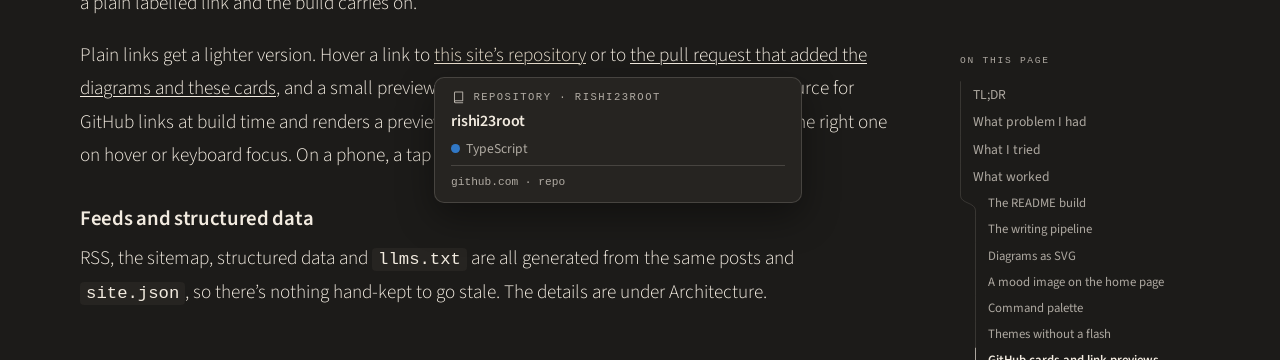 a plain labelled link and the build carries on.
Plain links get a lighter version. Hover a link to this site’s repository or to the pull request that added the
diagrams and these cards, and a small preview urce for
GitHub links at build time and renders a preview he right one
on hover or keyboard focus. On a phone, a tap
REPOSITORY · RISHI23ROOT
rishi23root
TypeScript
github.com · repo
Feeds and structured data
RSS, the sitemap, structured data and llms.txt are all generated from the same posts and
site.json, so there’s nothing hand-kept to go stale. The details are under Architecture.
ON THIS PAGE
TL;DR
What problem I had
What I tried
What worked
The README build
The writing pipeline
Diagrams as SVG
A mood image on the home page
Command palette
Themes without a flash
GitHub cards and link previews